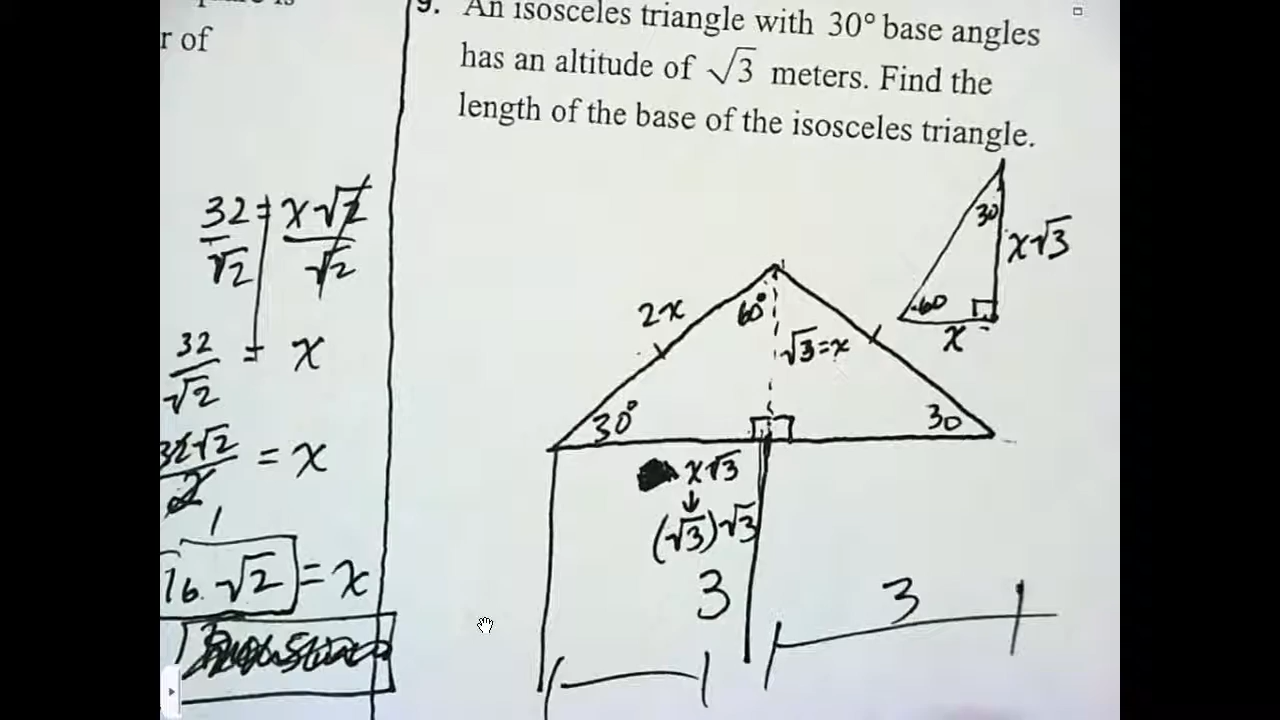 r of
32 = x√2
√2 √2
32 = x
√2
32√2 = x
2
1
16 √2 = x
9. An isosceles triangle with 30° base angles
has an altitude of √3 meters. Find the
length of the base of the isosceles triangle.
30
x√3
60
x
2x
60°
√3=x
30°
30
x√3
(√3)√3
3
3